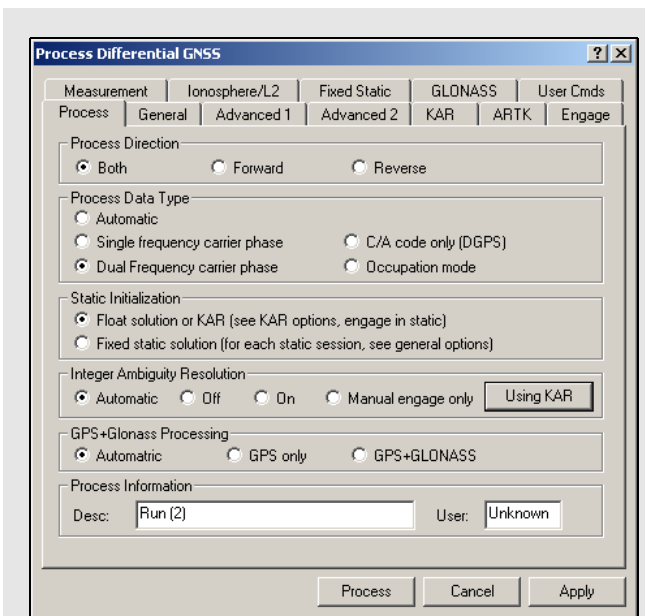 Process Differential GNSS
Measurement Ionosphere/L2 Fixed Static GLONASS User Cmds
Process General Advanced 1 Advanced 2 KAR ARTK Engage
Process Direction
Both Forward Reverse
Process Data Type
Automatic
Single frequency carrier phase C/A code only (DGPS)
Dual Frequency carrier phase Occupation mode
Static Initialization
Float solution or KAR (see KAR options, engage in static)
Fixed static solution (for each static session, see general options)
Integer Ambiguity Resolution
Automatic Off On Manual engage only Using KAR
GPS+Glonass Processing
Automatric GPS only GPS+GLONASS
Process Information
Desc: Run (2) User: Unknown
Process Cancel Apply